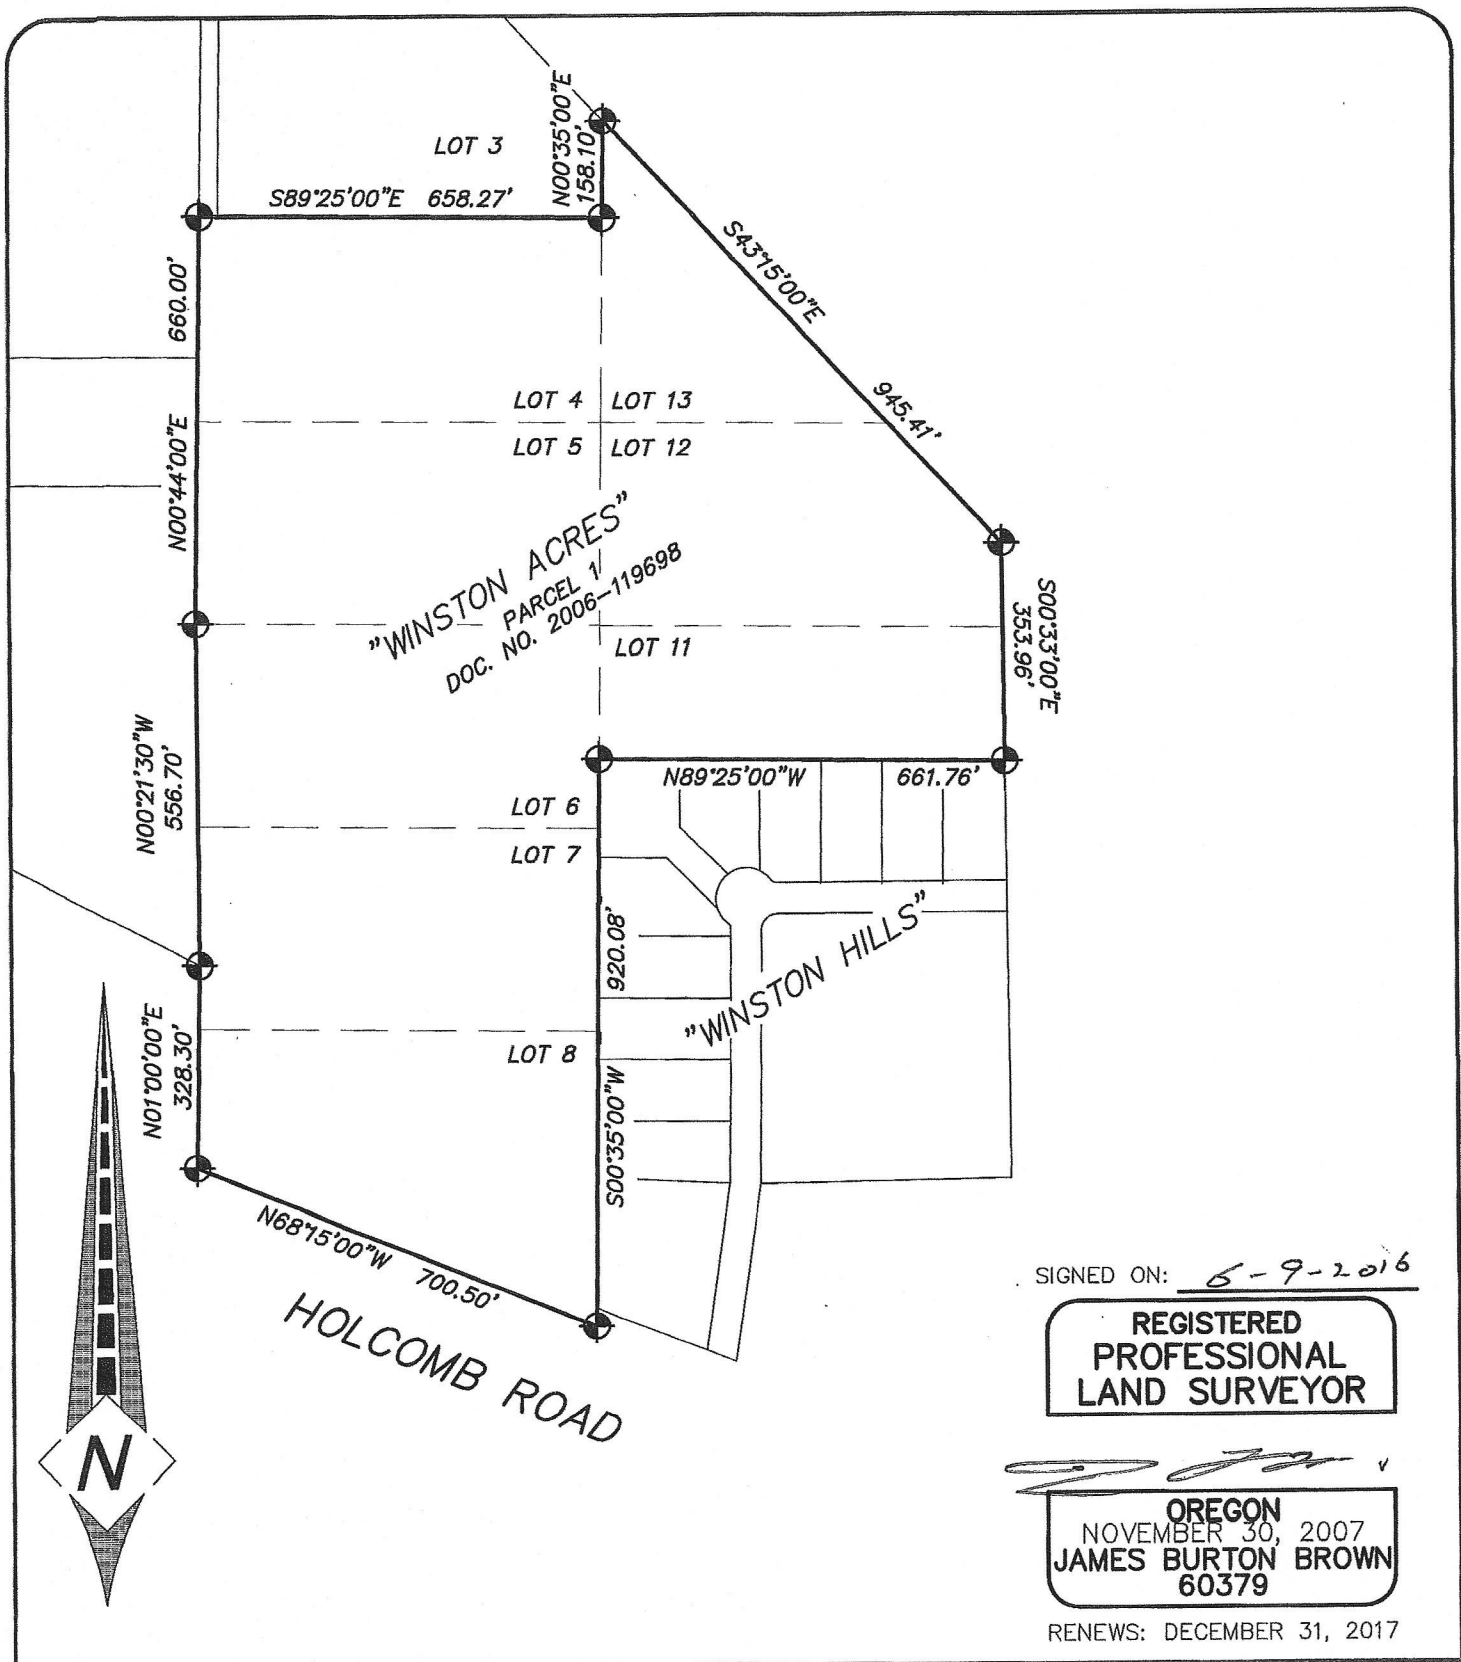 LOT 3
N00°35'00"E
158.10'
S89°25'00"E 658.27'
660.00'
N00°44'00"E
S43°15'00"E
945.41'
LOT 4 LOT 13
LOT 5 LOT 12
"WINSTON ACRES"
PARCEL 1
DOC. NO. 2006-119698
S00°33'00"E
353.96'
LOT 11
N00°21'30"W
556.70'
N89°25'00"W 661.76'
LOT 6
LOT 7
920.08'
S00°35'00"W
"WINSTON HILLS"
N01°00'00"E
328.30'
LOT 8
N68°15'00"W 700.50'
HOLCOMB ROAD
N
SIGNED ON: 6-9-2016
REGISTERED
PROFESSIONAL
LAND SURVEYOR
OREGON
NOVEMBER 30, 2007
JAMES BURTON BROWN
60379
RENEWS: DECEMBER 31, 2017